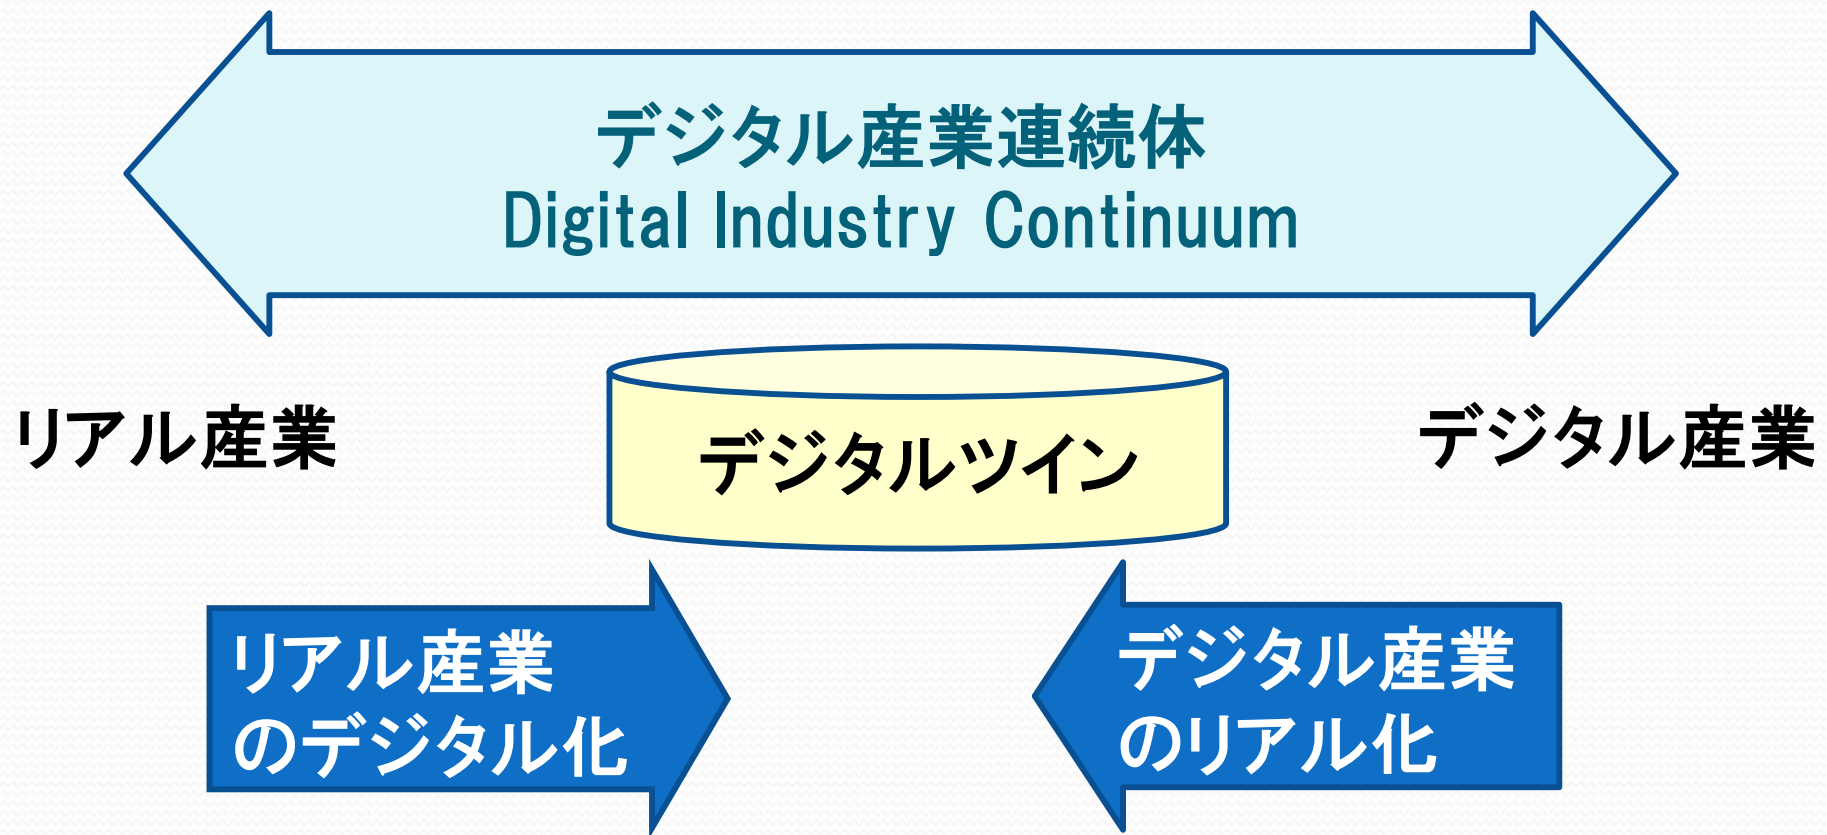 デジタル産業連続体
Digital Industry Continuum
リアル産業
デジタルツイン
デジタル産業
リアル産業
のデジタル化
デジタル産業
のリアル化